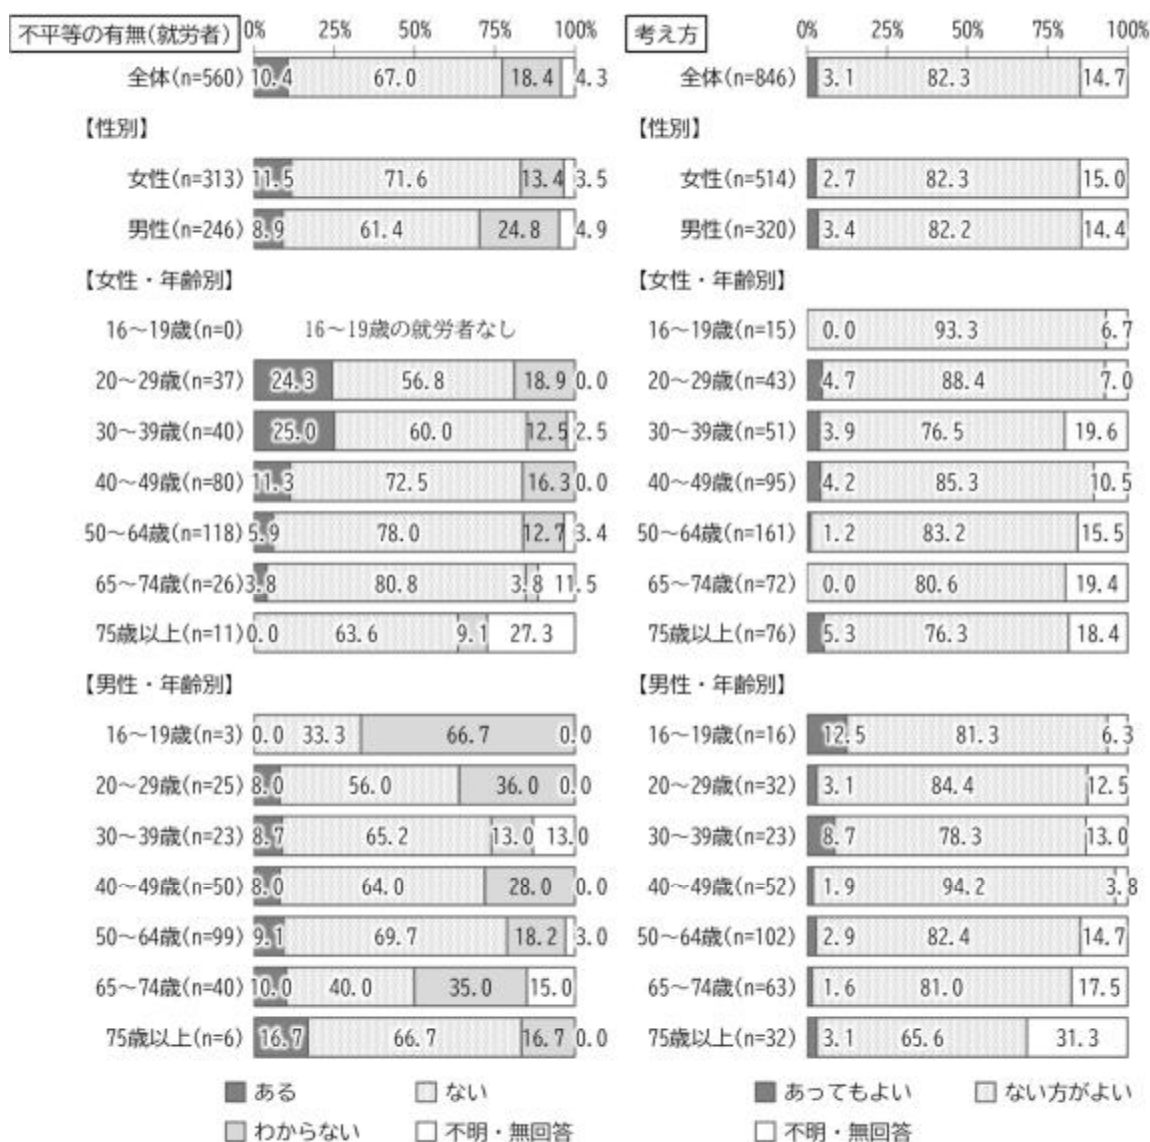 不平等の有無(就労者) 0% 25% 50% 75% 100%
全体(n=560) 10.4 67.0 18.4 4.3
【性別】
女性(n=313) 11.5 71.6 13.4 3.5
男性(n=246) 8.9 61.4 24.8 4.9
【女性・年齢別】
16～19歳(n=0) 16～19歳の就労者なし
20～29歳(n=37) 24.3 56.8 18.9 0.0
30～39歳(n=40) 25.0 60.0 12.5 2.5
40～49歳(n=80) 11.3 72.5 16.3 0.0
50～64歳(n=118) 5.9 78.0 12.7 3.4
65～74歳(n=26) 3.8 80.8 3.8 11.5
75歳以上(n=11) 0.0 63.6 9.1 27.3
【男性・年齢別】
16～19歳(n=3) 0.0 33.3 66.7 0.0
20～29歳(n=25) 8.0 56.0 36.0 0.0
30～39歳(n=23) 8.7 65.2 13.0 13.0
40～49歳(n=50) 8.0 64.0 28.0 0.0
50～64歳(n=99) 9.1 69.7 18.2 3.0
65～74歳(n=40) 10.0 40.0 35.0 15.0
75歳以上(n=6) 16.7 66.7 16.7 0.0
ある ない
わからない 不明・無回答
考え方 0% 25% 50% 75% 100%
全体(n=846) 3.1 82.3 14.7
【性別】
女性(n=514) 2.7 82.3 15.0
男性(n=320) 3.4 82.2 14.4
【女性・年齢別】
16～19歳(n=15) 0.0 93.3 6.7
20～29歳(n=43) 4.7 88.4 7.0
30～39歳(n=51) 3.9 76.5 19.6
40～49歳(n=95) 4.2 85.3 10.5
50～64歳(n=161) 1.2 83.2 15.5
65～74歳(n=72) 0.0 80.6 19.4
75歳以上(n=76) 5.3 76.3 18.4
【男性・年齢別】
16～19歳(n=16) 12.5 81.3 6.3
20～29歳(n=32) 3.1 84.4 12.5
30～39歳(n=23) 8.7 78.3 13.0
40～49歳(n=52) 1.9 94.2 3.8
50～64歳(n=102) 2.9 82.4 14.7
65～74歳(n=63) 1.6 81.0 17.5
75歳以上(n=32) 3.1 65.6 31.3
あってもよい ない方がよい
不明・無回答